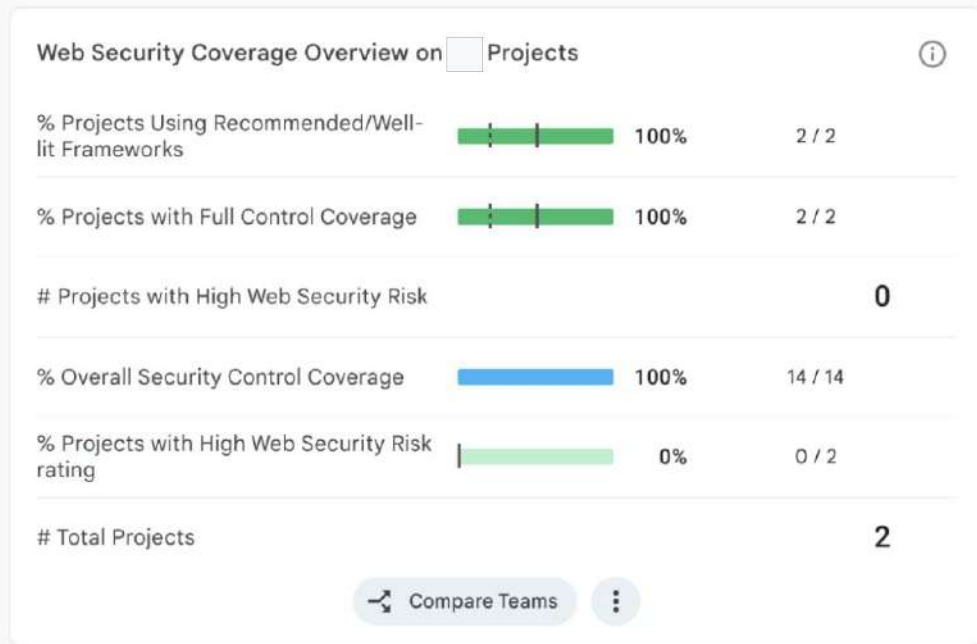 Web Security Coverage Overview on Projects
% Projects Using Recommended/Well-
lit Frameworks
100%
2 / 2
% Projects with Full Control Coverage
100%
2 / 2
# Projects with High Web Security Risk
0
% Overall Security Control Coverage
100%
14 / 14
% Projects with High Web Security Risk
rating
0%
0 / 2
# Total Projects
2
Compare Teams